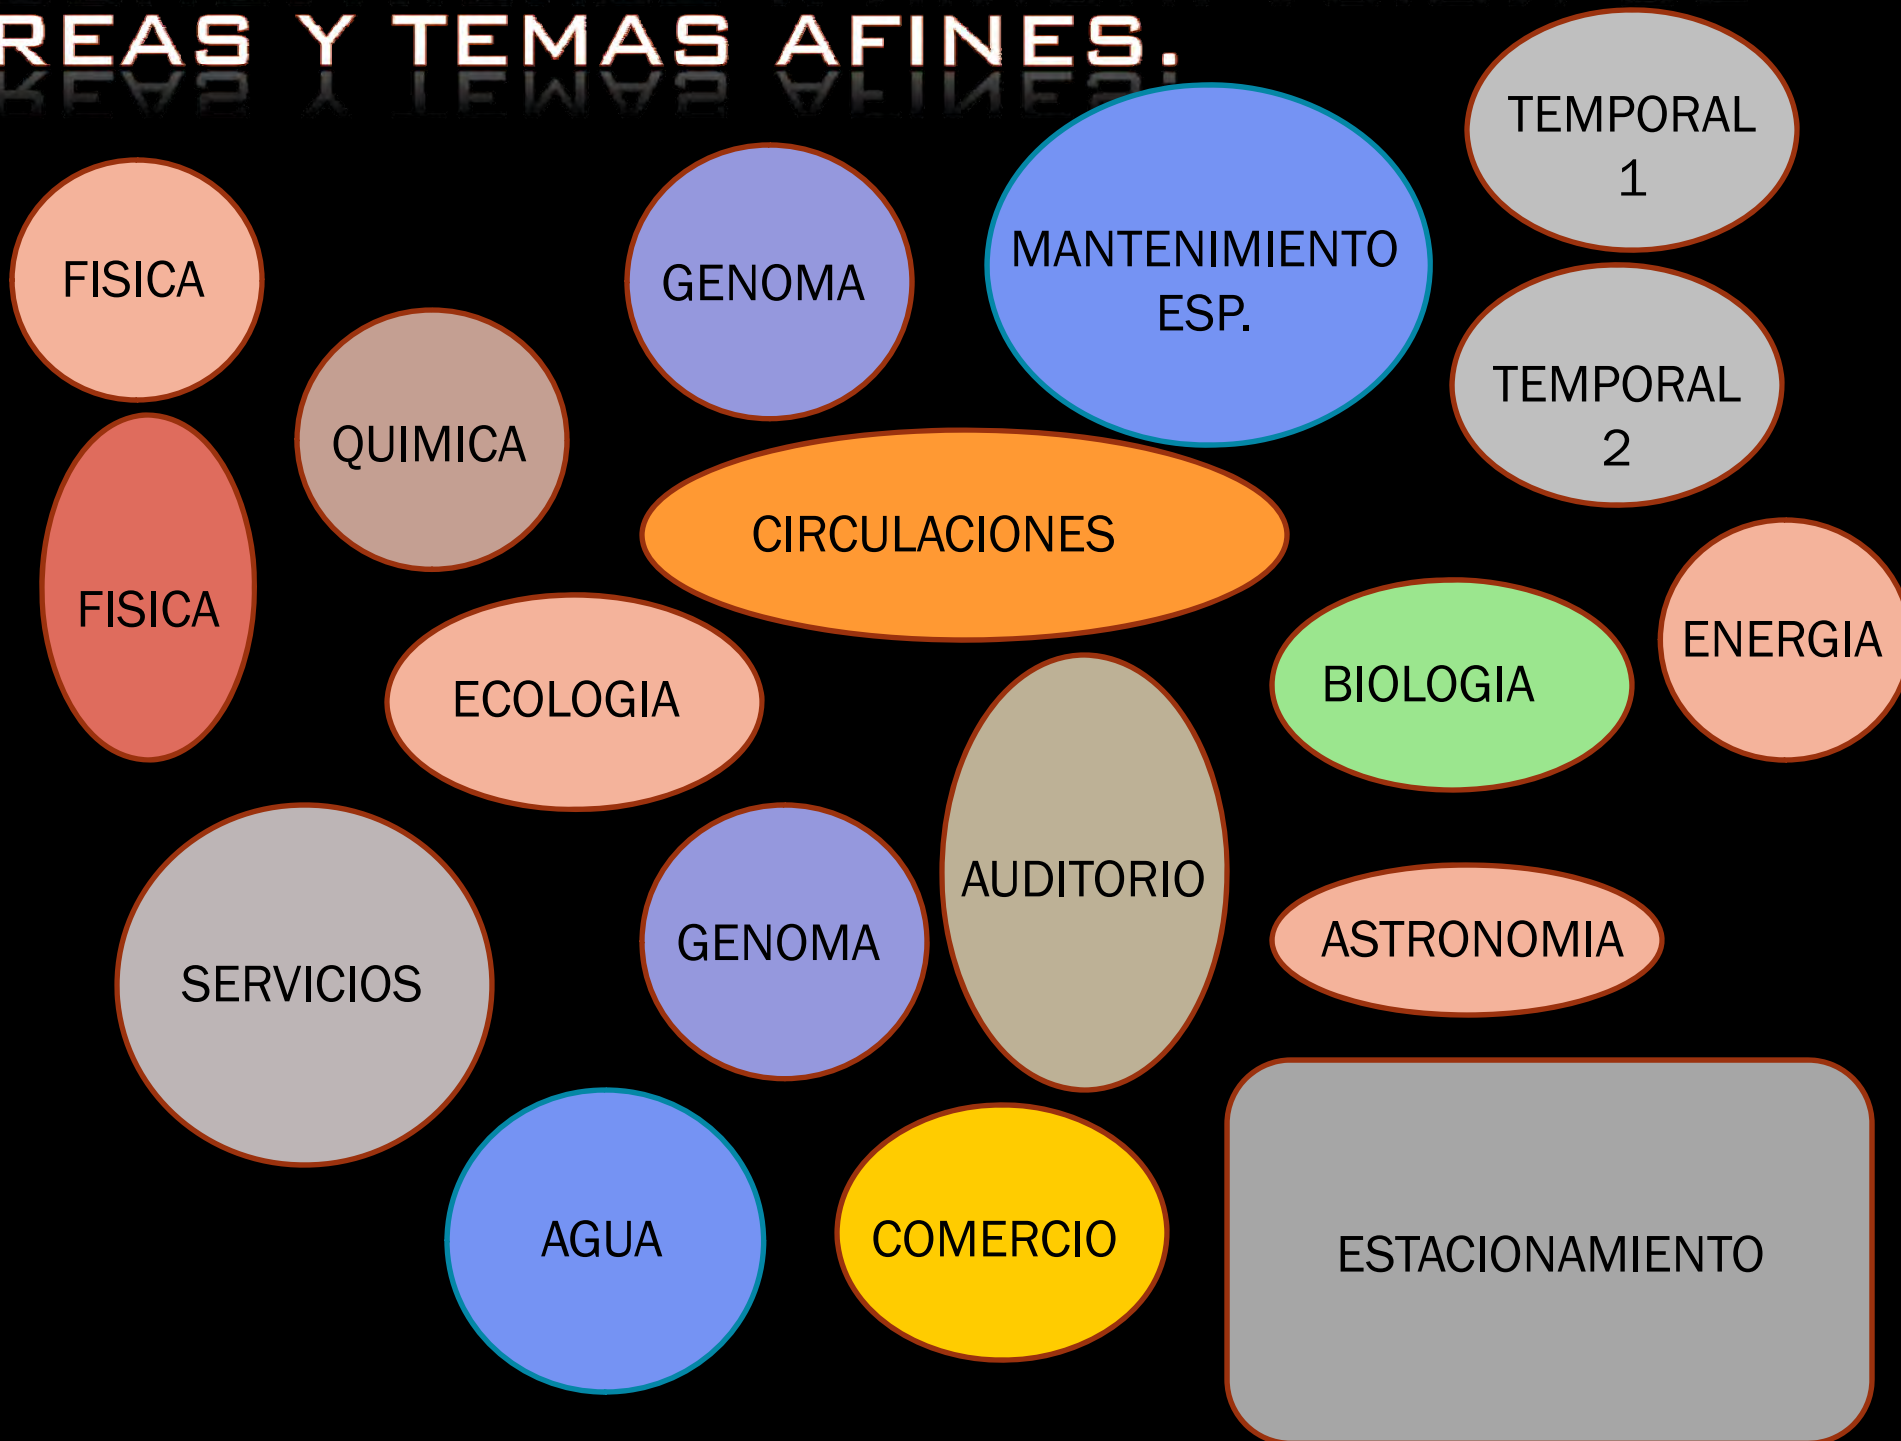 REAS Y TEMAS AFINES.
TEMPORAL
1
FISICA
GENOMA
MANTENIMIENTO
ESP.
TEMPORAL
2
QUIMICA
CIRCULACIONES
FISICA
ECOLOGIA
BIOLOGIA
ENERGIA
AUDITORIO
GENOMA
ASTRONOMIA
SERVICIOS
AGUA
COMERCIO
ESTACIONAMIENTO